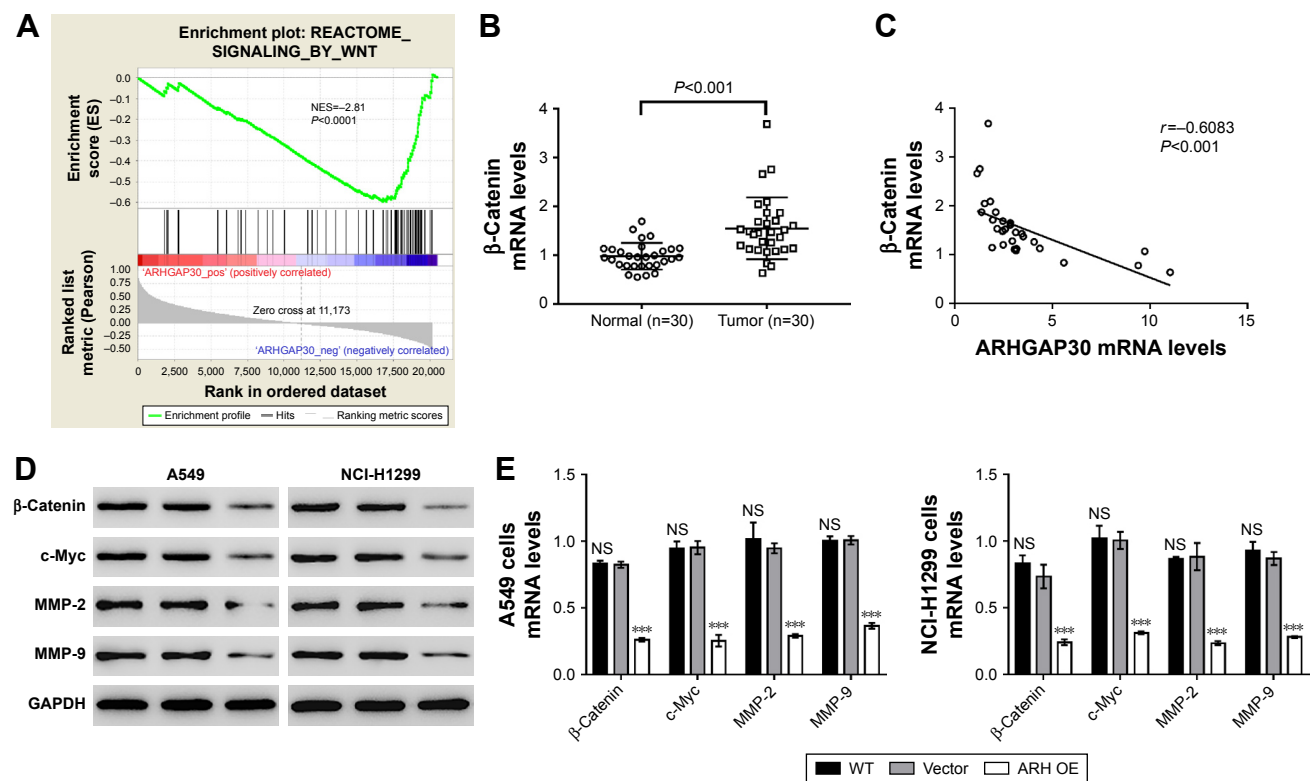 A
Enrichment plot: REACTOME_
SIGNALING_BY_WNT
Enrichment
score (ES)
0.0
–0.1
–0.2
–0.3
–0.4
–0.5
–0.6
NES=–2.81
P<0.0001
Ranked list
metric (Pearson)
1.00
0.75
0.50
0.25
0.00
–0.25
–0.50
'ARHGAP30_pos' (positively correlated)
Zero cross at 11,173
'ARHGAP30_neg' (negatively correlated)
0 2,500 5,000 7,500 10,000 12,500 15,000 17,500 20,000
Rank in ordered dataset
Enrichment profile Hits Ranking metric scores
B
P<0.001
β-Catenin
mRNA levels
4
3
2
1
0
Normal (n=30) Tumor (n=30)
C
β-Catenin
mRNA levels
4
3
2
1
0
r=–0.6083
P<0.001
0 5 10 15
ARHGAP30 mRNA levels
D
A549 NCI-H1299
β-Catenin
c-Myc
MMP-2
MMP-9
GAPDH
E
A549 cells
mRNA levels
1.5
1.0
0.5
0.0
NS NS NS NS
*** *** *** ***
β-Catenin c-Myc MMP-2 MMP-9
NCI-H1299 cells
mRNA levels
1.5
1.0
0.5
0.0
NS NS NS NS
*** *** *** ***
β-Catenin c-Myc MMP-2 MMP-9
WT Vector ARH OE